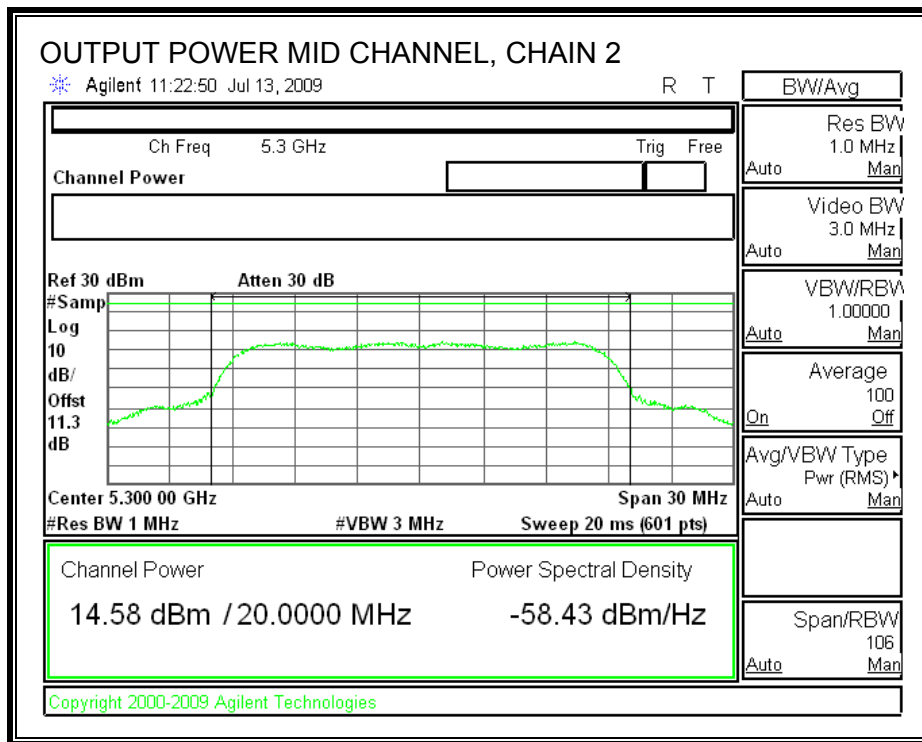 OUTPUT POWER MID CHANNEL, CHAIN 2
Agilent 11:22:50 Jul 13, 2009 R T
Ch Freq 5.3 GHz Trig Free
Channel Power
Ref 30 dBm Atten 30 dB
#Samp
Log
10
dB/
Offst
11.3
dB
Center 5.300 00 GHz Span 30 MHz
#Res BW 1 MHz #VBW 3 MHz Sweep 20 ms (601 pts)
Channel Power Power Spectral Density
14.58 dBm / 20.0000 MHz -58.43 dBm/Hz
Copyright 2000-2009 Agilent Technologies
BW/Avg
Res BW
1.0 MHz
Auto Man
Video BW
3.0 MHz
Auto Man
VBW/RBW
1.00000
Auto Man
Average
100
On Off
Avg/VBW Type
Pwr (RMS)
Auto Man
Span/RBW
106
Auto Man